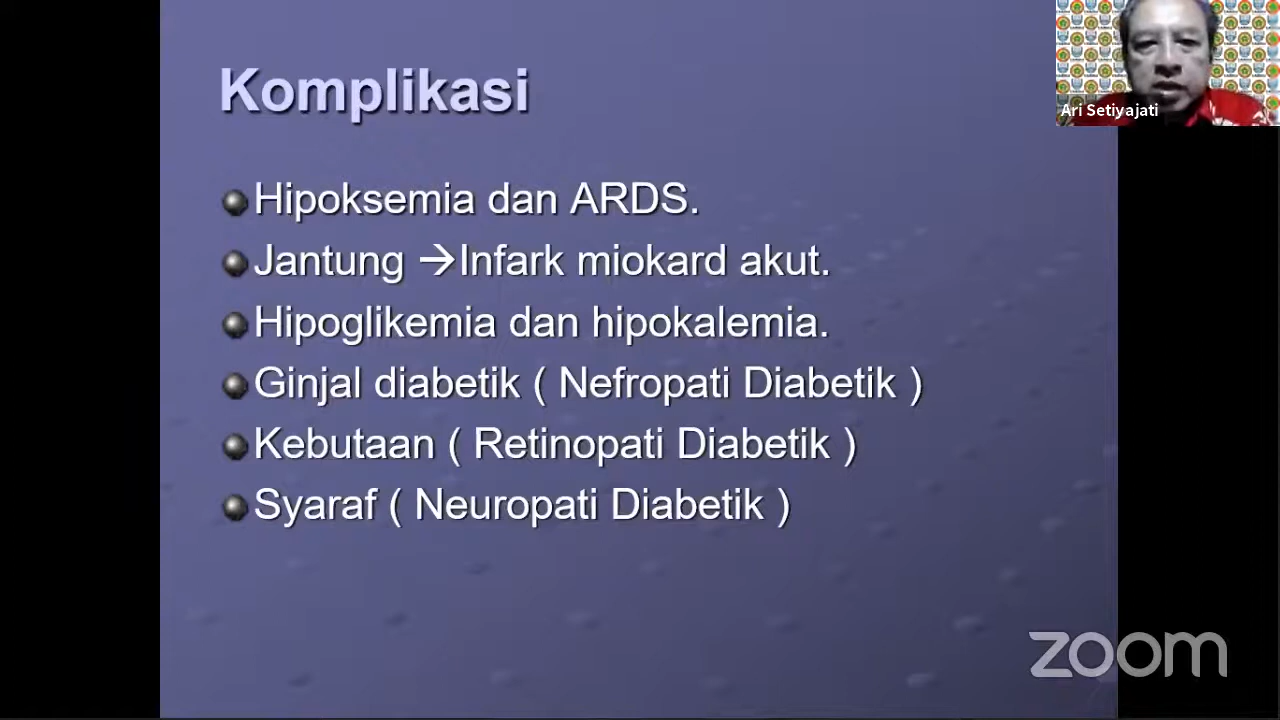 Komplikasi
Ari Setiyajati
Hipoksemia dan ARDS.
Jantung →Infark miokard akut.
Hipoglikemia dan hipokalemia.
Ginjal diabetik ( Nefropati Diabetik )
Kebutaan ( Retinopati Diabetik )
Syaraf ( Neuropati Diabetik )
zoom